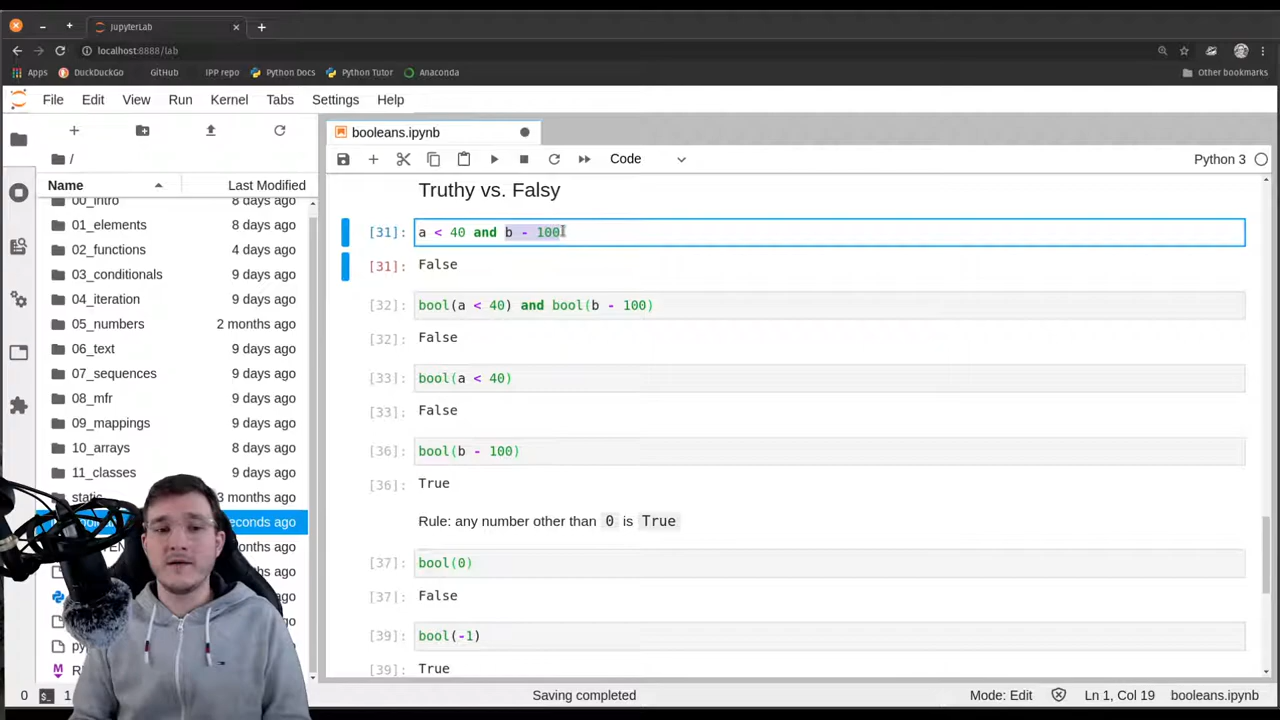 JupyterLab
localhost:8888/lab
Apps DuckDuckGo GitHub IPP repo Python Docs Python Tutor Anaconda Other bookmarks
File Edit View Run Kernel Tabs Settings Help
booleans.ipynb
/
Code Python 3
Name Last Modified
00_intro 8 days ago
01_elements 8 days ago
02_functions 8 days ago
03_conditionals 9 days ago
04_iteration 9 days ago
05_numbers 2 months ago
06_text 9 days ago
07_sequences 9 days ago
08_mfr 9 days ago
09_mappings 9 days ago
10_arrays 8 days ago
11_classes 9 days ago
static 3 months ago
seconds ago
Truthy vs. Falsy
[31]: a < 40 and b - 100
[31]: False
[32]: bool(a < 40) and bool(b - 100)
[32]: False
[33]: bool(a < 40)
[33]: False
[36]: bool(b - 100)
[36]: True
Rule: any number other than 0 is True
[37]: bool(0)
[37]: False
[39]: bool(-1)
[39]: True
0 $_ 1 Saving completed Mode: Edit Ln 1, Col 19 booleans.ipynb